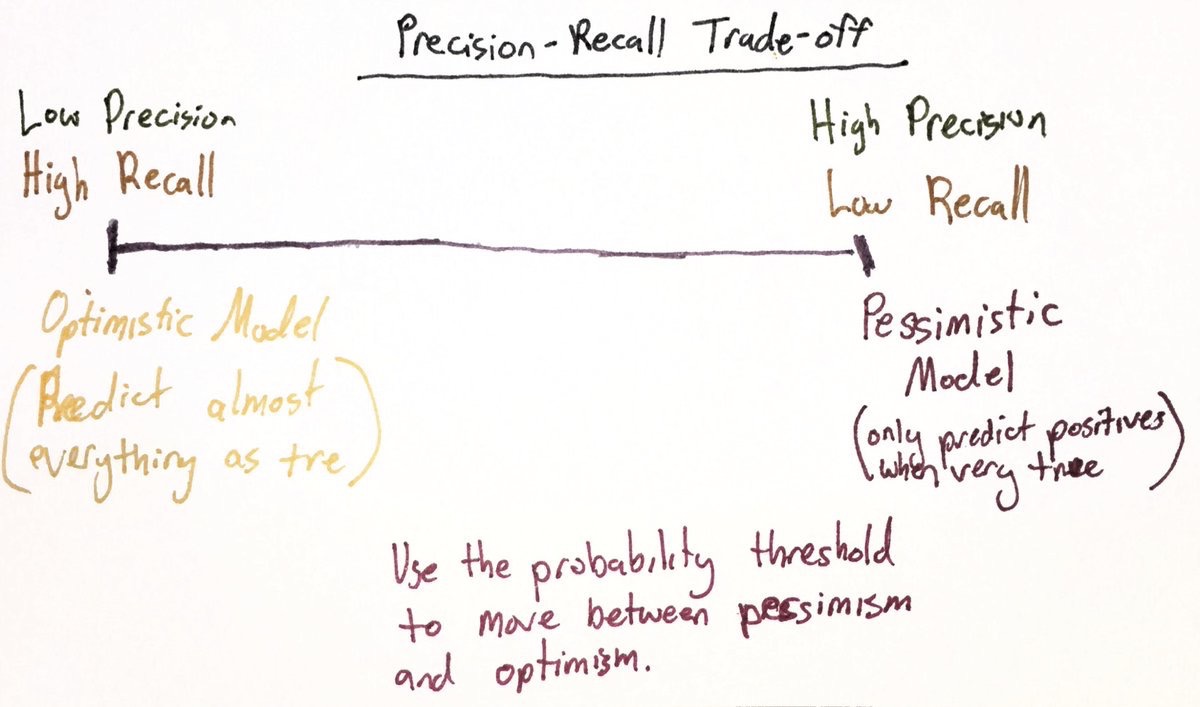 Precision-Recall Trade-off
Low Precision
High Recall
High Precision
Low Recall
Optimistic Model
(Predict almost
everything as tre)
Pessimistic
Model
(only predict positives
when very true)
Use the probability threshold
to move between pessimism
and optimism.